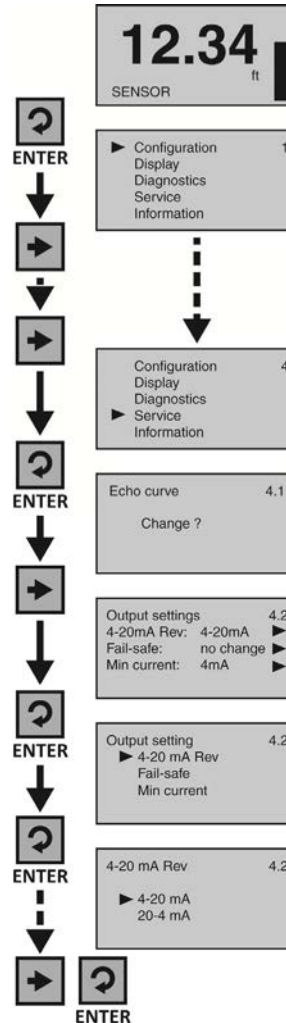 12.34
ft
SENSOR
ENTER
Configuration 1
Display
Diagnostics
Service
Information
Configuration 4
Display
Diagnostics
Service
Information
ENTER
Echo curve 4.1
Change ?
Output settings 4.2
4-20mA Rev: 4-20mA
Fail-safe: no change
Min current: 4mA
ENTER
Output setting 4.2
4-20 mA Rev
Fail-safe
Min current
ENTER
4-20 mA Rev 4.2
4-20 mA
20-4 mA
ENTER